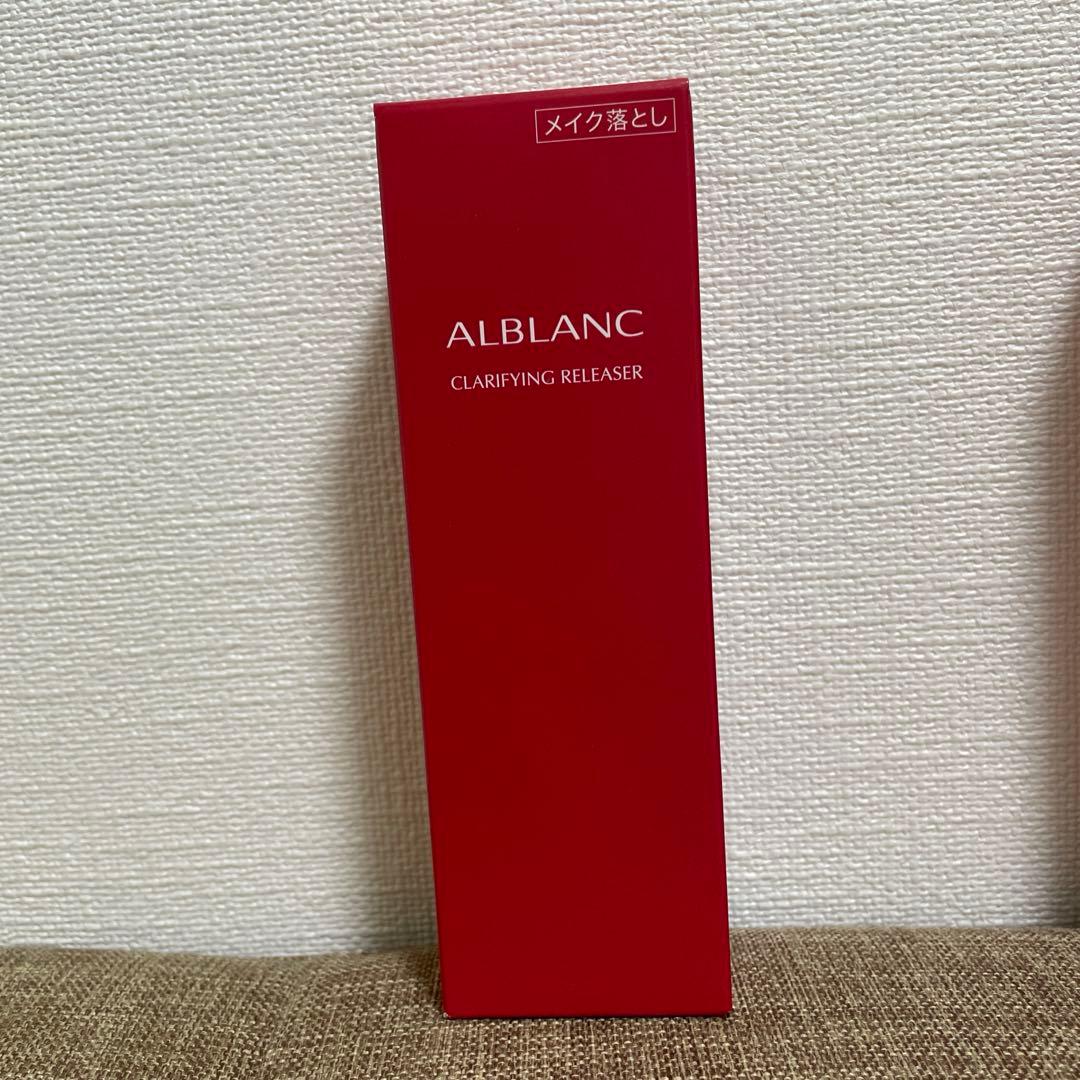 メイク落とし
ALBLANC
CLARIFYING RELEASER